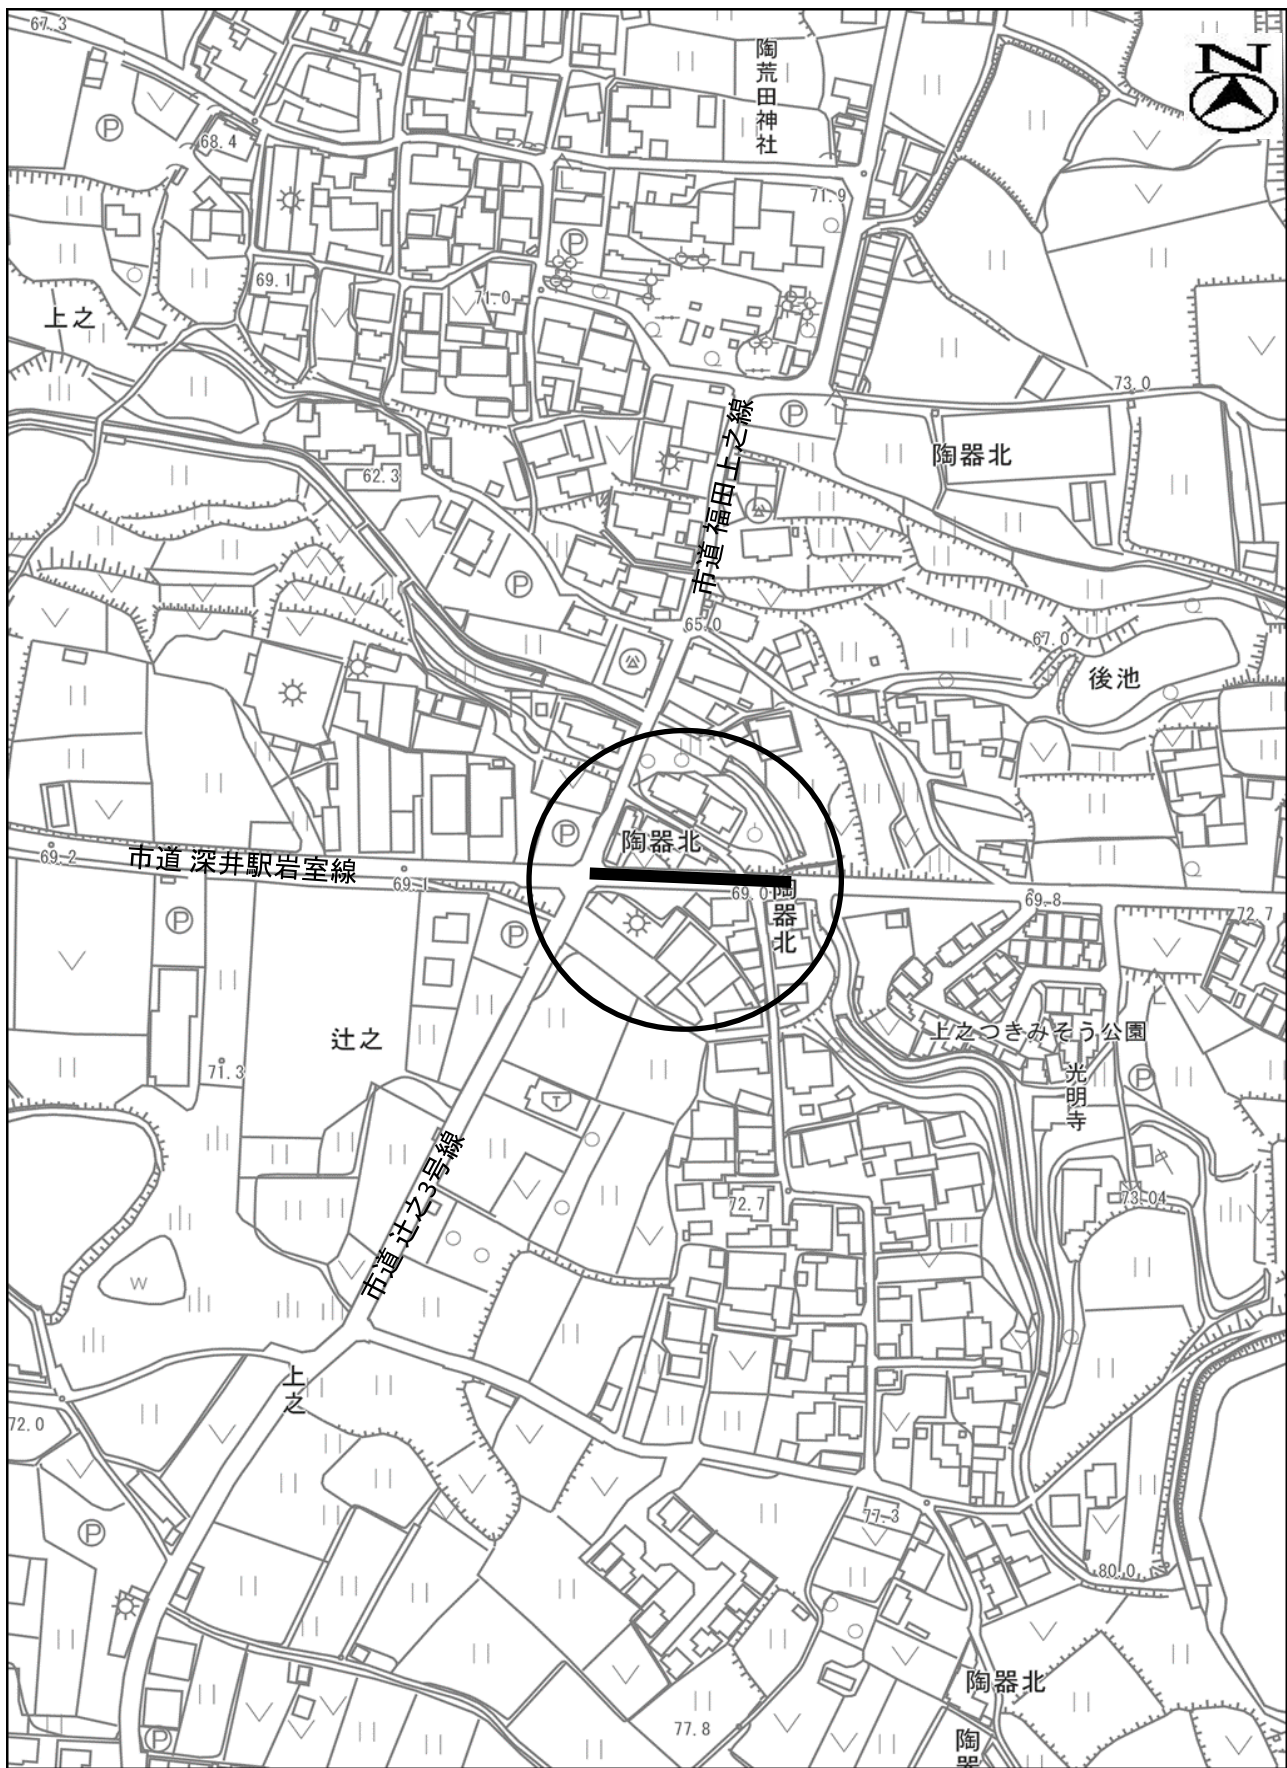 67.3
N
陶荒田神社
P
68.4
71.9
P
69.1
71.0
上之
73.0
P
市道 福田上之線
陶器北
62.3
P
65.0
67.0
後池
P
陶器北
69.2
市道 深井駅岩室線
69.1
69.0
陶器北
69.8
72.7
P
P
辻之
上之つきみそう公園
71.3
光明寺
P
T
市道 辻之3号線
72.7
73.04
W
上之
72.0
77.3
P
80.0
陶器北
77.8
P
陶器